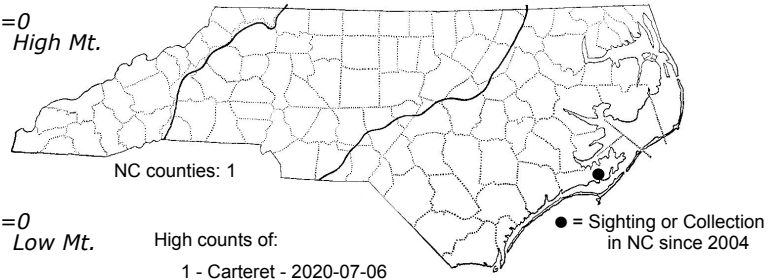 =0
High Mt.
NC counties: 1
=0
Low Mt.
High counts of:
1 - Carteret - 2020-07-06
● = Sighting or Collection
in NC since 2004